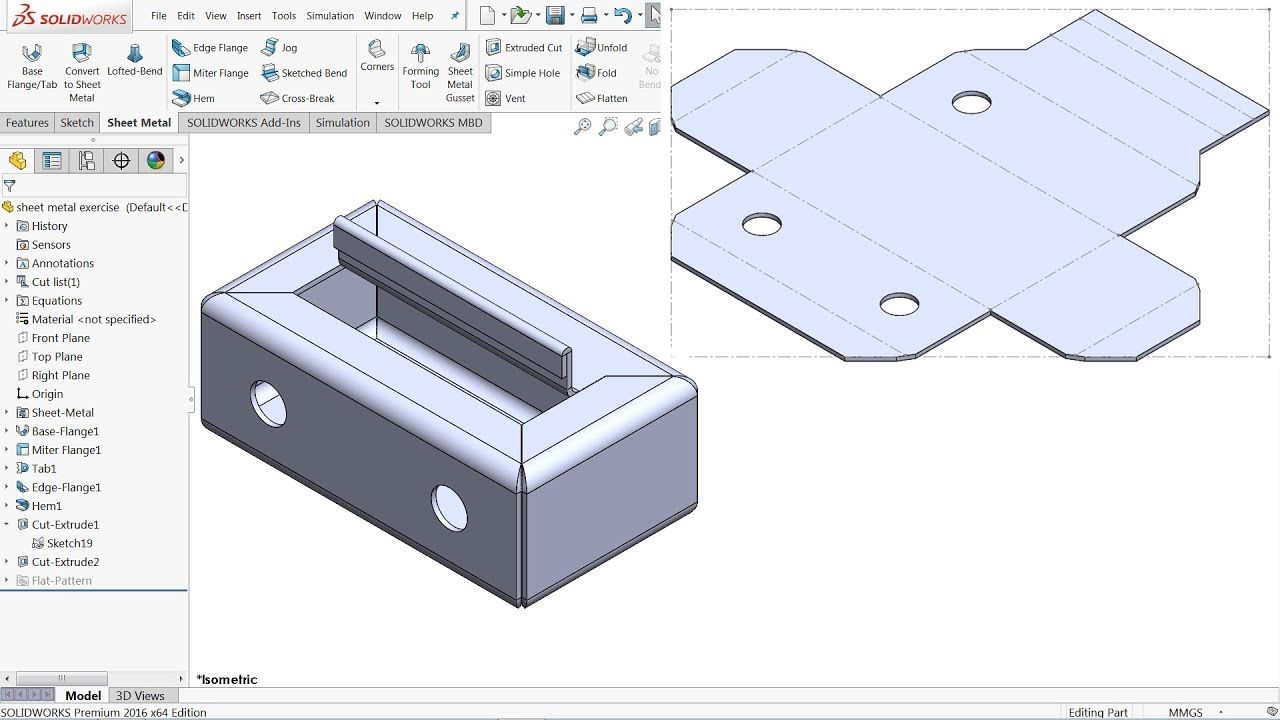 SOLIDWORKS File Edit View Insert Tools Simulation Window Help
Base Flange/Tab
Convert to Sheet Metal
Lofted-Bend
Edge Flange
Miter Flange
Hem
Jog
Sketched Bend
Cross-Break
Corners
Forming Tool
Sheet Metal Gusset
Extruded Cut
Simple Hole
Vent
Unfold
Fold
Flatten
No Bend
Features Sketch Sheet Metal SOLIDWORKS Add-Ins Simulation SOLIDWORKS MBD
sheet metal exercise (Default<<D
History
Sensors
Annotations
Cut list(1)
Equations
Material <not specified>
Front Plane
Top Plane
Right Plane
Origin
Sheet-Metal
Base-Flange1
Miter Flange1
Tab1
Edge-Flange1
Hem1
Cut-Extrude1
Sketch19
Cut-Extrude2
Flat-Pattern
*Isometric
Model 3D Views
SOLIDWORKS Premium 2016 x64 Edition Editing Part MMGS